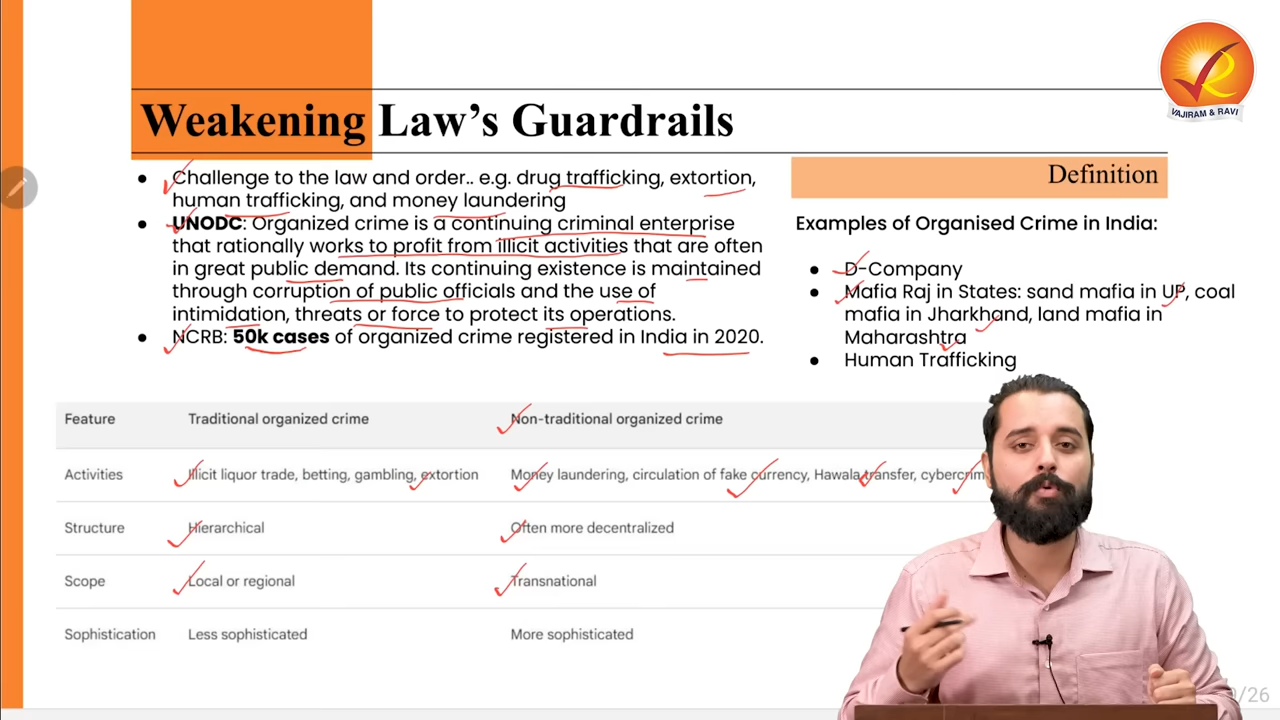 VAJIRAM & RAVI
Weakening Law's Guardrails
Definition
● Challenge to the law and order.. e.g. drug trafficking, extortion,
human trafficking, and money laundering
● UNODC: Organized crime is a continuing criminal enterprise
that rationally works to profit from illicit activities that are often
in great public demand. Its continuing existence is maintained
through corruption of public officials and the use of
intimidation, threats or force to protect its operations.
● NCRB: 50k cases of organized crime registered in India in 2020.
Examples of Organised Crime in India:
● D-Company
● Mafia Raj in States: sand mafia in UP, coal
mafia in Jharkhand, land mafia in
Maharashtra
● Human Trafficking
Feature Traditional organized crime Non-traditional organized crime
Activities Illicit liquor trade, betting, gambling, extortion Money laundering, circulation of fake currency, Hawala transfer,
Structure Hierarchical Often more decentralized
Scope Local or regional Transnational
Sophistication Less sophisticated More sophisticated
/26